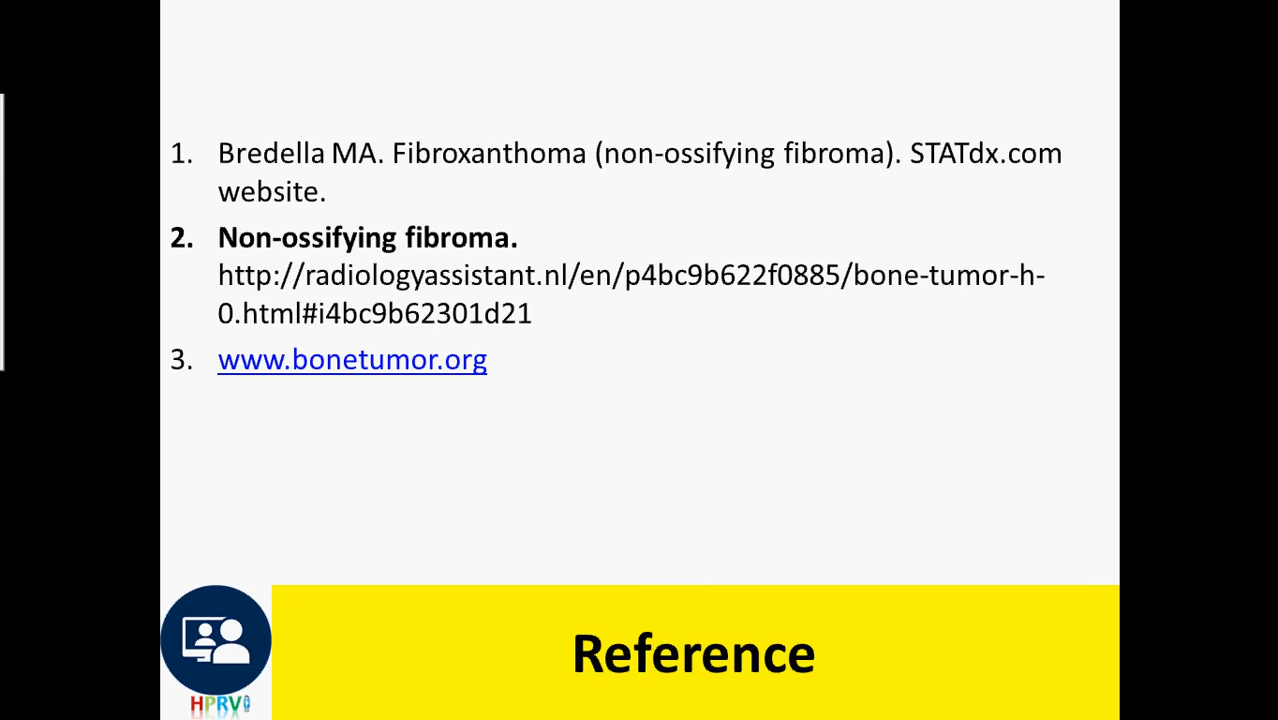 1. Bredella MA. Fibroxanthoma (non-ossifying fibroma). STATdx.com
website.
2. Non-ossifying fibroma.
http://radiologyassistant.nl/en/p4bc9b622f0885/bone-tumor-h-
0.html#i4bc9b62301d21
3. www.bonetumor.org
Reference
HPRV